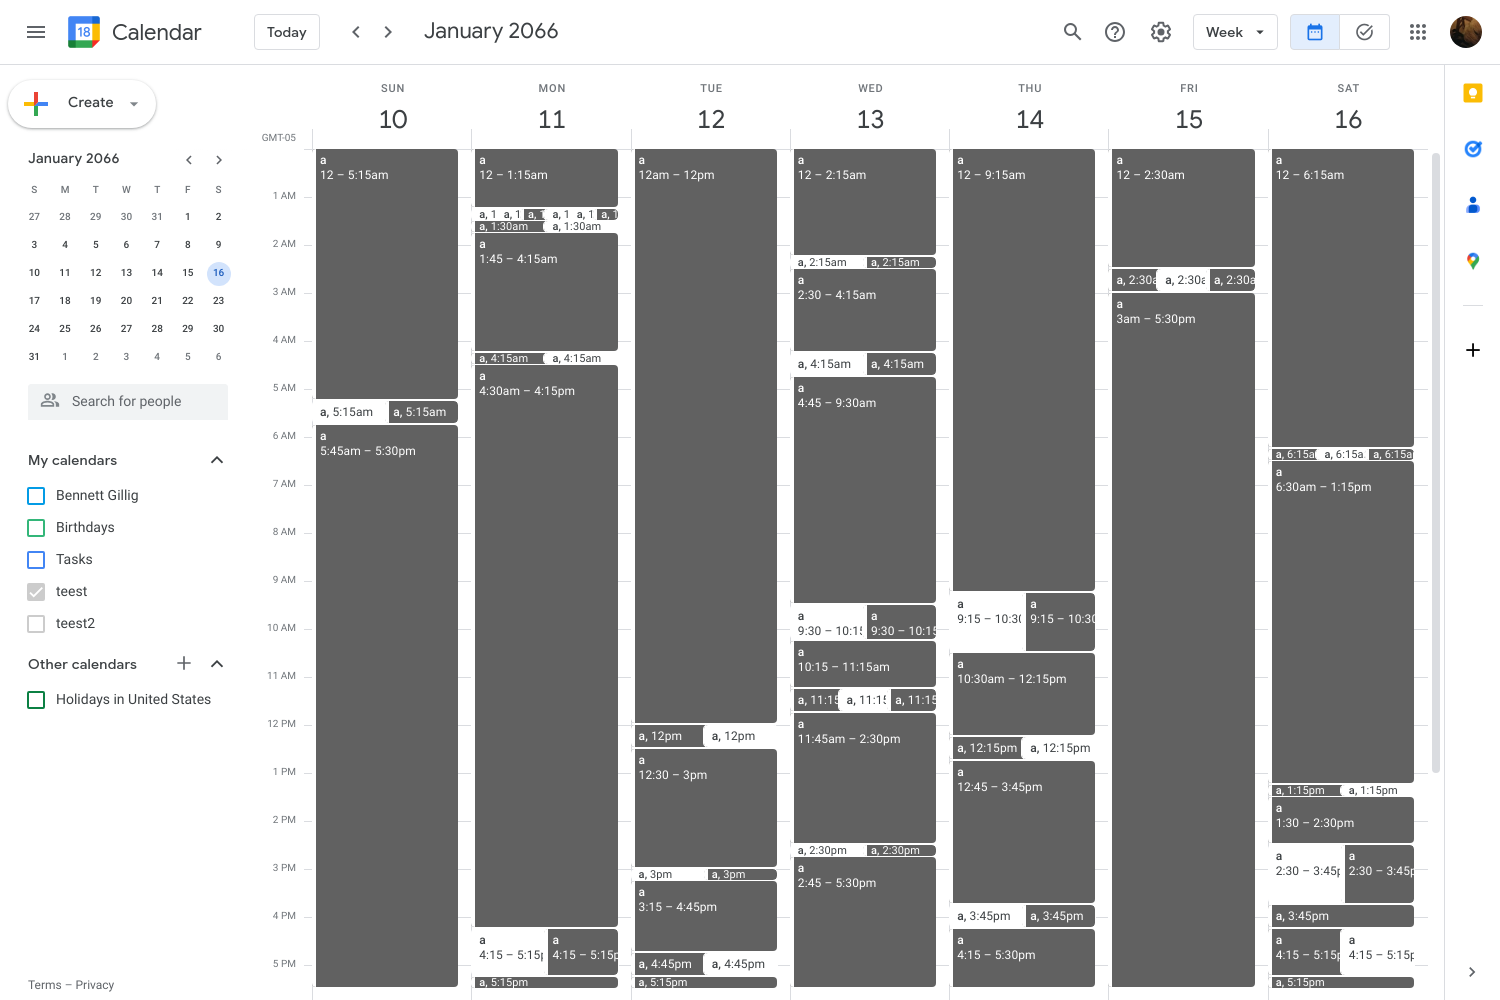 18 Calendar Today January 2066 Week
Create
January 2066
S M T W T F S
27 28 29 30 31 1 2
3 4 5 6 7 8 9
10 11 12 13 14 15 16
17 18 19 20 21 22 23
24 25 26 27 28 29 30
31 1 2 3 4 5 6
Search for people
My calendars
Bennett Gillig
Birthdays
Tasks
teest
teest2
Other calendars
Holidays in United States
Terms – Privacy
SUN MON TUE WED THU FRI SAT
10 11 12 13 14 15 16
GMT-05
1 AM
2 AM
3 AM
4 AM
5 AM
6 AM
7 AM
8 AM
9 AM
10 AM
11 AM
12 PM
1 PM
2 PM
3 PM
4 PM
5 PM
a
12 – 5:15am
a, 5:15am
a, 5:15am
a
5:45am – 5:30pm
a
12 – 1:15am
a, 1 a, 1 a, 1 a, 1 a, 1 a, 1
a, 1:30am
a, 1:30am
a
1:45 – 4:15am
a, 4:15am
a, 4:15am
a
4:30am – 4:15pm
a
4:15 – 5:15p
a
4:15 – 5:15p
a, 5:15pm
a
12am – 12pm
a, 12pm
a, 12pm
a
12:30 – 3pm
a, 3pm
a, 3pm
a
3:15 – 4:45pm
a, 4:45pm
a, 4:45pm
a, 5:15pm
a
12 – 2:15am
a, 2:15am
a, 2:15am
a
2:30 – 4:15am
a, 4:15am
a, 4:15am
a
4:45 – 9:30am
a
9:30 – 10:15
a
9:30 – 10:15
a
10:15 – 11:15am
a, 11:15
a, 11:15
a, 11:15
a
11:45am – 2:30pm
a, 2:30pm
a, 2:30pm
a
2:45 – 5:30pm
a
12 – 9:15am
a
9:15 – 10:30
a
9:15 – 10:30
a
10:30am – 12:15pm
a, 12:15pm
a, 12:15pm
a
12:45 – 3:45pm
a, 3:45pm
a, 3:45pm
a
4:15 – 5:30pm
a
12 – 2:30am
a, 2:30a
a, 2:30a
a, 2:30a
a
3am – 5:30pm
a
12 – 6:15am
a, 6:15a
a, 6:15a
a, 6:15a
a
6:30am – 1:15pm
a, 1:15pm
a, 1:15pm
a
1:30 – 2:30pm
a
2:30 – 3:45p
a
2:30 – 3:45p
a, 3:45pm
a
4:15 – 5:15p
a
4:15 – 5:15p
a, 5:15pm